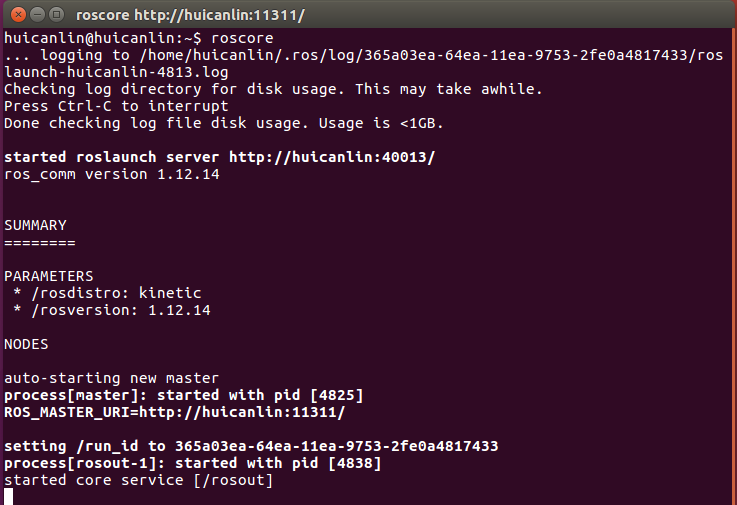 roscore http://huicanlin:11311/
huicanlin@huicanlin:~$ roscore
... logging to /home/huicanlin/.ros/log/365a03ea-64ea-11ea-9753-2fe0a4817433/ros
launch-huicanlin-4813.log
Checking log directory for disk usage. This may take awhile.
Press Ctrl-C to interrupt
Done checking log file disk usage. Usage is <1GB.
started roslaunch server http://huicanlin:40013/
ros_comm version 1.12.14
SUMMARY
========
PARAMETERS
* /rosdistro: kinetic
* /rosversion: 1.12.14
NODES
auto-starting new master
process[master]: started with pid [4825]
ROS_MASTER_URI=http://huicanlin:11311/
setting /run_id to 365a03ea-64ea-11ea-9753-2fe0a4817433
process[rosout-1]: started with pid [4838]
started core service [/rosout]